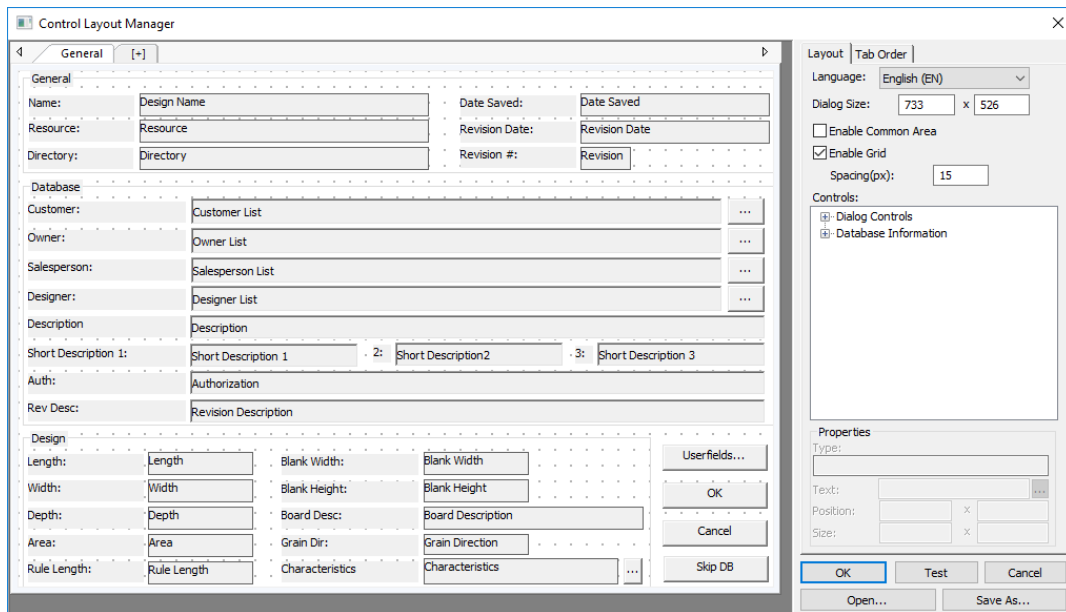 Control Layout Manager
General [+]
General
Name: Design Name Date Saved: Date Saved
Resource: Resource Revision Date: Revision Date
Directory: Directory Revision #: Revision
Database
Customer: Customer List ...
Owner: Owner List ...
Salesperson: Salesperson List ...
Designer: Designer List ...
Description Description
Short Description 1: Short Description 1 2: Short Description2 3: Short Description 3
Auth: Authorization
Rev Desc: Revision Description
Design
Length: Length Blank Width: Blank Width
Width: Width Blank Height: Blank Height
Depth: Depth Board Desc: Board Description
Area: Area Grain Dir: Grain Direction
Rule Length: Rule Length Characteristics Characteristics ...
Userfields...
OK
Cancel
Skip DB
Layout Tab Order
Language: English (EN)
Dialog Size: 733 x 526
Enable Common Area
Enable Grid
Spacing(px): 15
Controls:
Dialog Controls
Database Information
Properties
Type:
Text: ...
Position: x
Size: x
OK Test Cancel
Open... Save As...